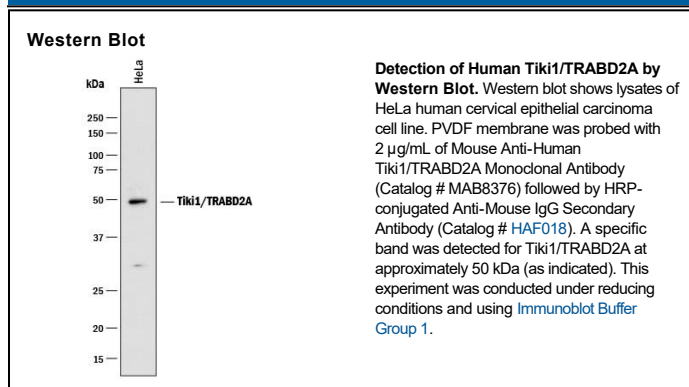 Western Blot
HeLa
kDa
250
150
100
75
50
Tiki1/TRABD2A
37
25
20
15
Detection of Human Tiki1/TRABD2A by
Western Blot. Western blot shows lysates of
HeLa human cervical epithelial carcinoma
cell line. PVDF membrane was probed with
2 µg/mL of Mouse Anti-Human
Tiki1/TRABD2A Monoclonal Antibody
(Catalog # MAB8376) followed by HRP-
conjugated Anti-Mouse IgG Secondary
Antibody (Catalog # HAF018). A specific
band was detected for Tiki1/TRABD2A at
approximately 50 kDa (as indicated). This
experiment was conducted under reducing
conditions and using Immunoblot Buffer
Group 1.